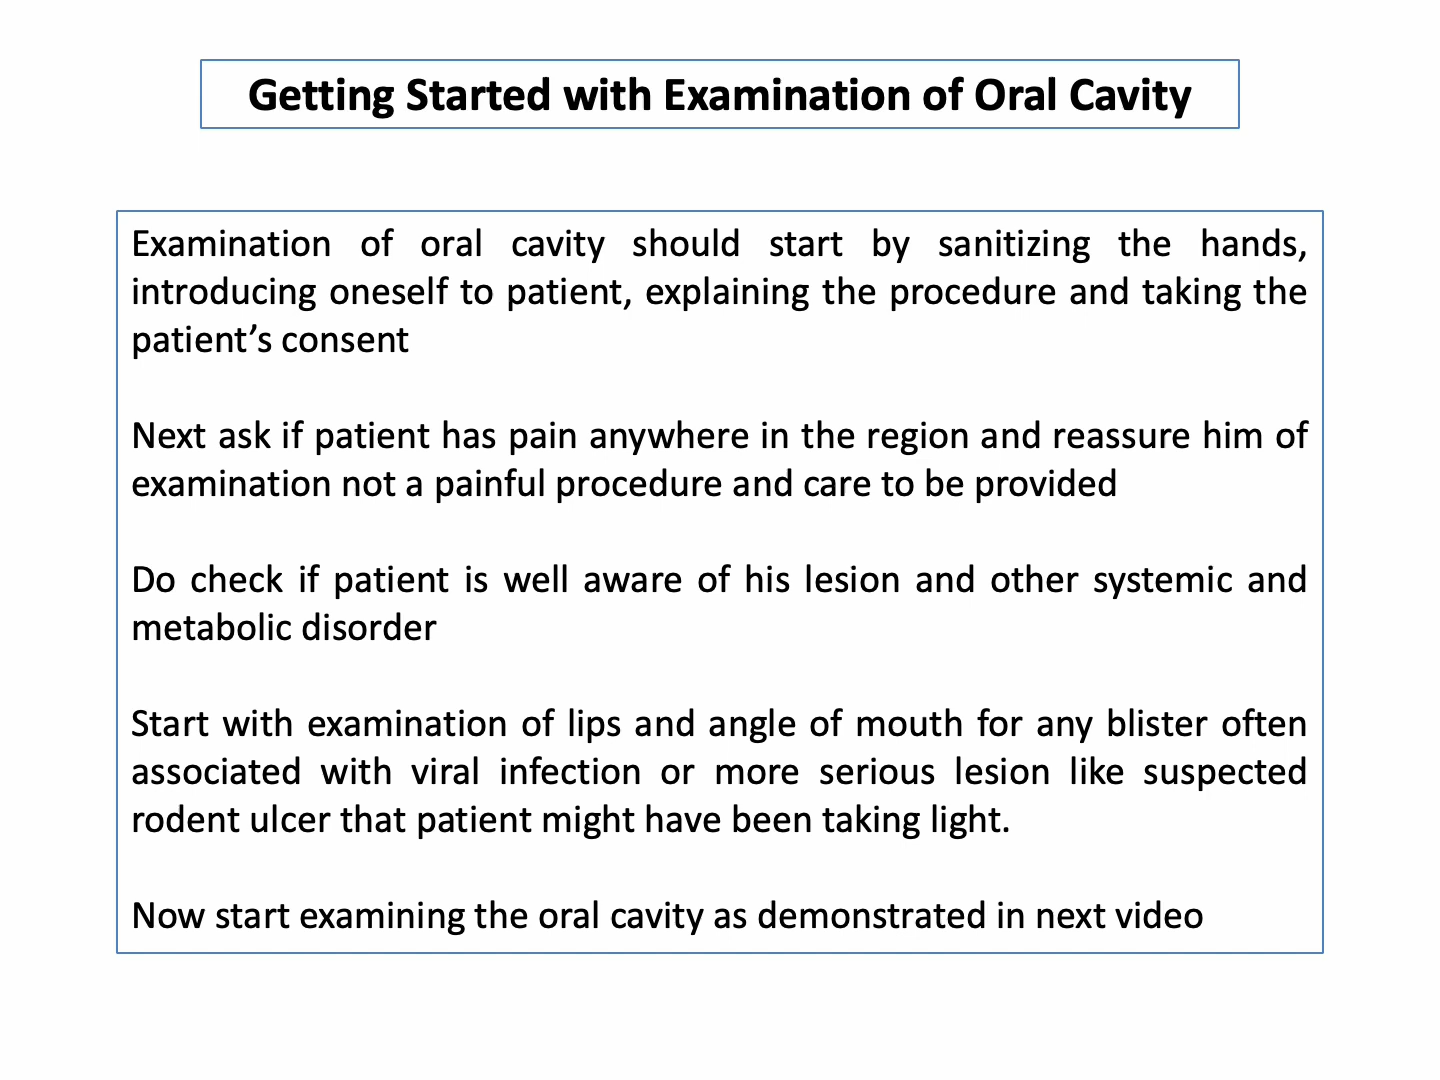 Getting Started with Examination of Oral Cavity
Examination of oral cavity should start by sanitizing the hands,
introducing oneself to patient, explaining the procedure and taking the
patient’s consent
Next ask if patient has pain anywhere in the region and reassure him of
examination not a painful procedure and care to be provided
Do check if patient is well aware of his lesion and other systemic and
metabolic disorder
Start with examination of lips and angle of mouth for any blister often
associated with viral infection or more serious lesion like suspected
rodent ulcer that patient might have been taking light.
Now start examining the oral cavity as demonstrated in next video